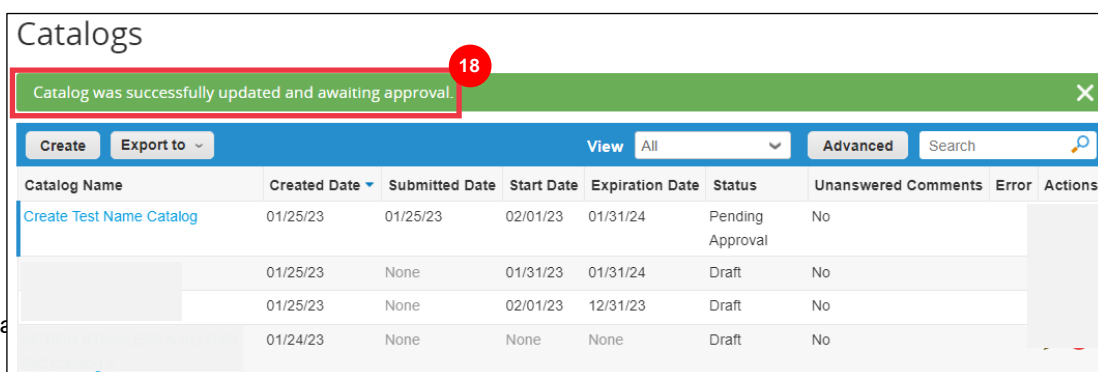 Catalogs
18
Catalog was successfully updated and awaiting approval.
Create Export to View All Advanced Search
Catalog Name Created Date Submitted Date Start Date Expiration Date Status Unanswered Comments Error Actions
Create Test Name Catalog 01/25/23 01/25/23 02/01/23 01/31/24 Pending No
Approval
01/25/23 None 01/31/23 01/31/24 Draft No
01/25/23 None 02/01/23 12/31/23 Draft No
01/24/23 None None None Draft No